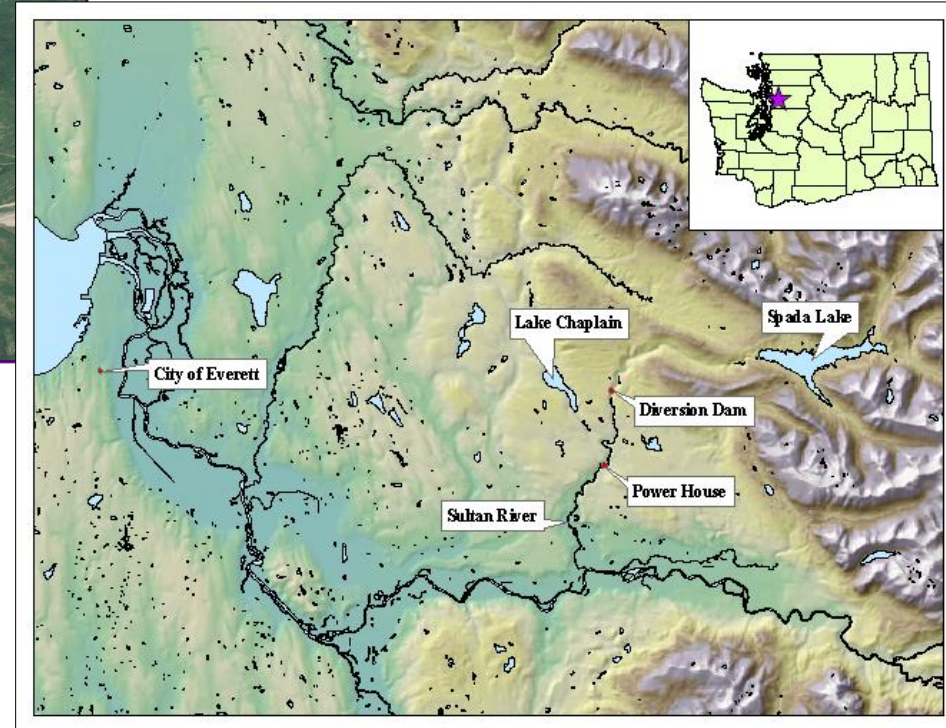 Spada Lake
Lake Chaplain
City of Everett
Diversion Dam
Power House
Sultan River